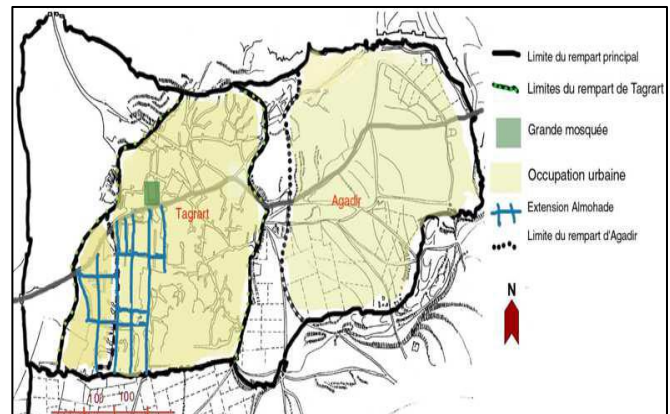 Limite du rempart principal
Limites du rempart de Tagrart
Grande mosquée
Occupation urbaine
Extension Almohade
Limite du rempart d'Agadir
N
Tagrart
Agadir
100 100